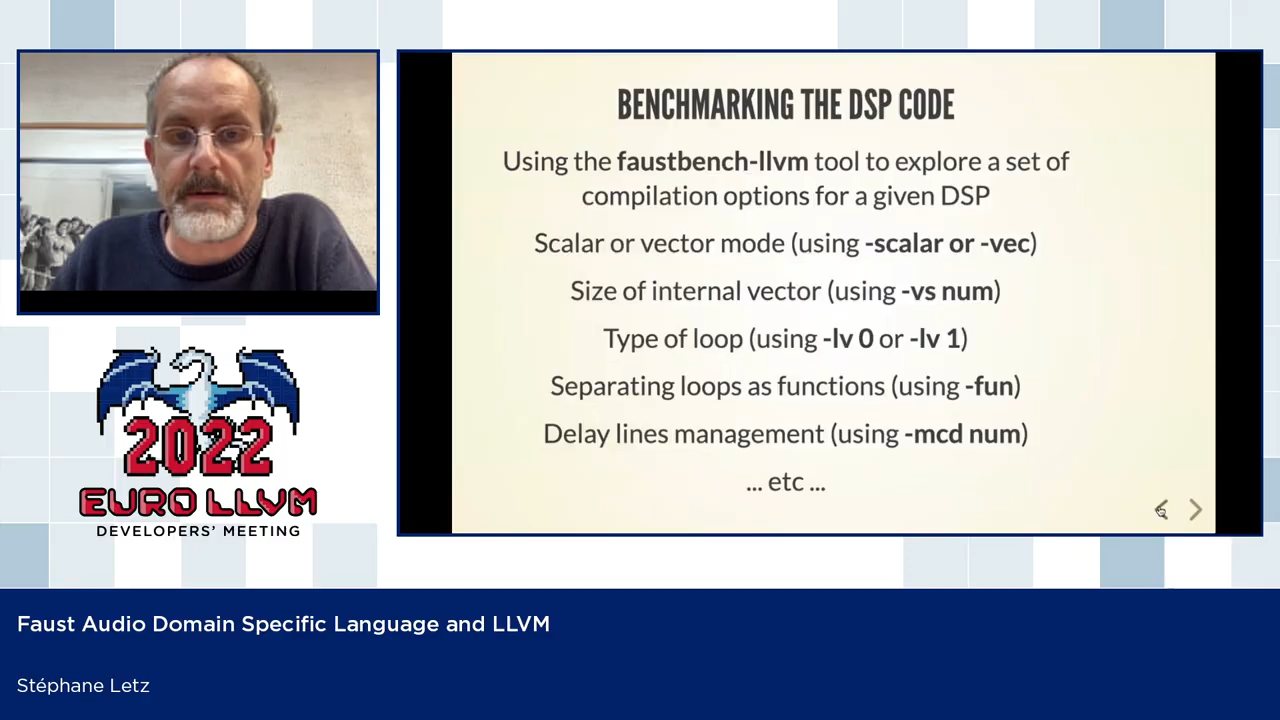 BENCHMARKING THE DSP CODE
Using the faustbench-llvm tool to explore a set of
compilation options for a given DSP
Scalar or vector mode (using -scalar or -vec)
Size of internal vector (using -vs num)
Type of loop (using -lv 0 or -lv 1)
Separating loops as functions (using -fun)
Delay lines management (using -mcd num)
... etc ...
2022
EURO LLVM
DEVELOPERS' MEETING
Faust Audio Domain Specific Language and LLVM
Stéphane Letz